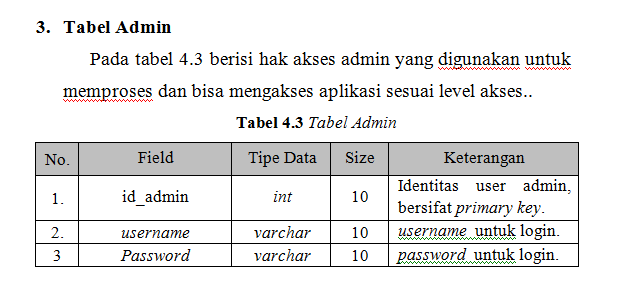 3. Tabel Admin
Pada tabel 4.3 berisi hak akses admin yang digunakan untuk
memproses dan bisa mengakses aplikasi sesuai level akses..
Tabel 4.3 Tabel Admin
No. Field Tipe Data Size Keterangan
1. id_admin int 10 Identitas user admin,
bersifat primary key.
2. username varchar 10 username untuk login.
3 Password varchar 10 password untuk login.